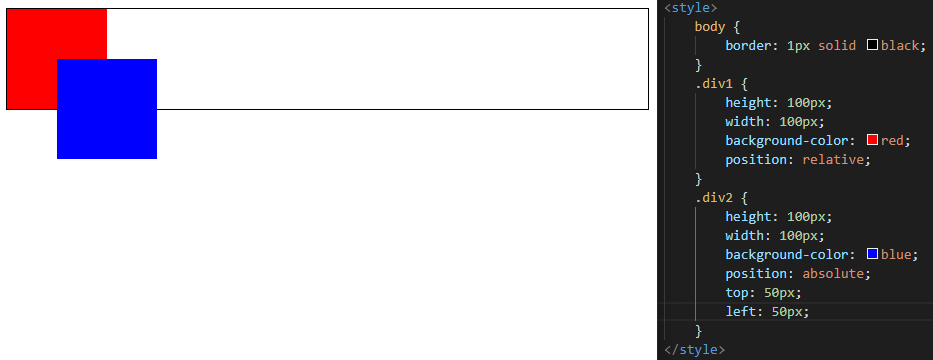 <style>
body {
border: 1px solid black;
}
.div1 {
height: 100px;
width: 100px;
background-color: red;
position: relative;
}
.div2 {
height: 100px;
width: 100px;
background-color: blue;
position: absolute;
top: 50px;
left: 50px;
}
</style>